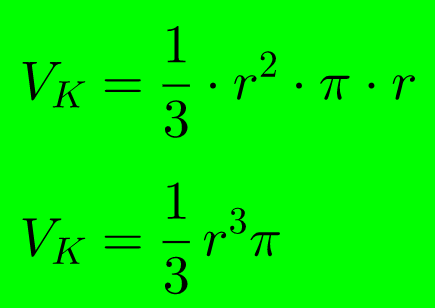 V_K = \frac{1}{3} \cdot r^2 \cdot \pi \cdot r
V_K = \frac{1}{3} r^3 \pi